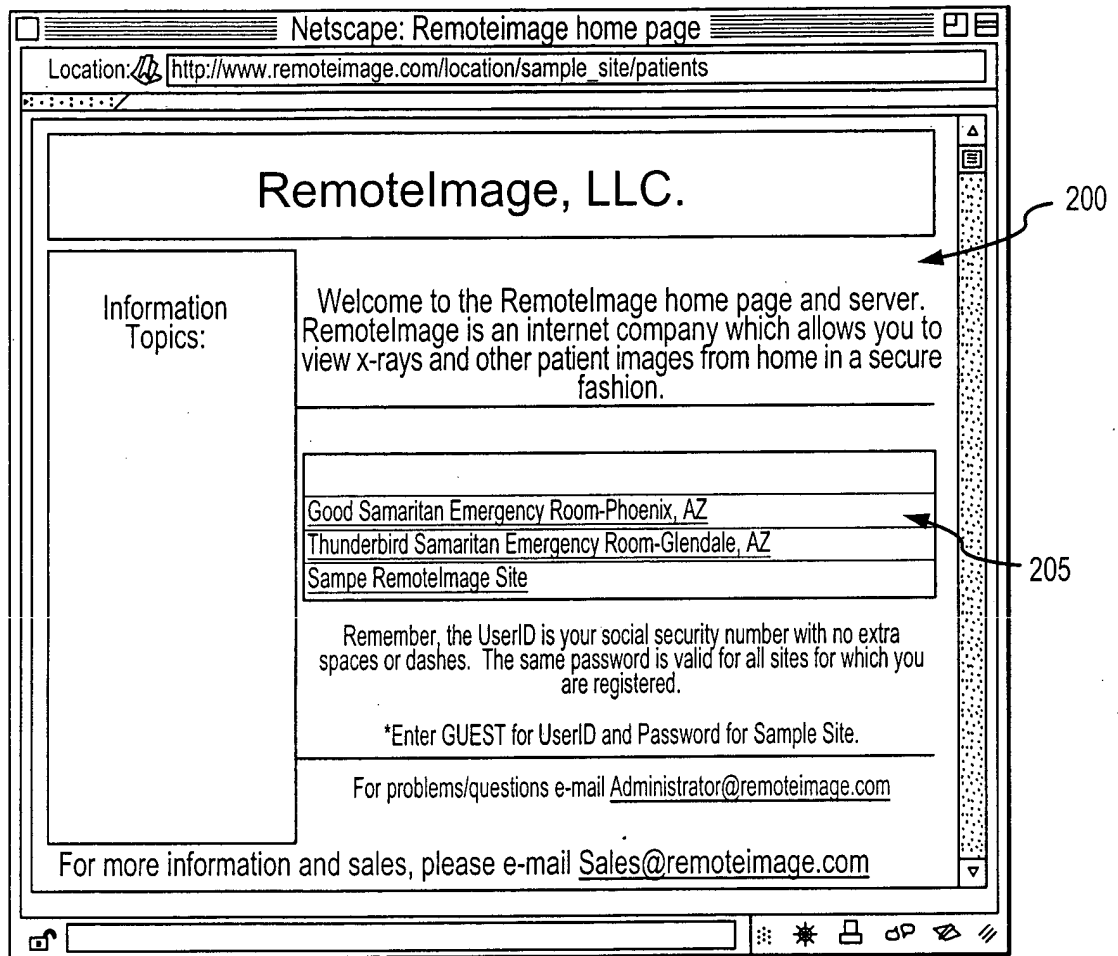 Netscape: RemoteImage home page
Location: http://www.remoteimage.com/location/sample_site/patients
RemoteImage, LLC.
200
Information
Topics:
Welcome to the RemoteImage home page and server.
RemoteImage is an internet company which allows you to
view x-rays and other patient images from home in a secure
fashion.
Good Samaritan Emergency Room-Phoenix, AZ
Thunderbird Samaritan Emergency Room-Glendale, AZ
Sampe RemoteImage Site
205
Remember, the UserID is your social security number with no extra
spaces or dashes. The same password is valid for all sites for which you
are registered.
*Enter GUEST for UserID and Password for Sample Site.
For problems/questions e-mail Administrator@remoteimage.com
For more information and sales, please e-mail Sales@remoteimage.com